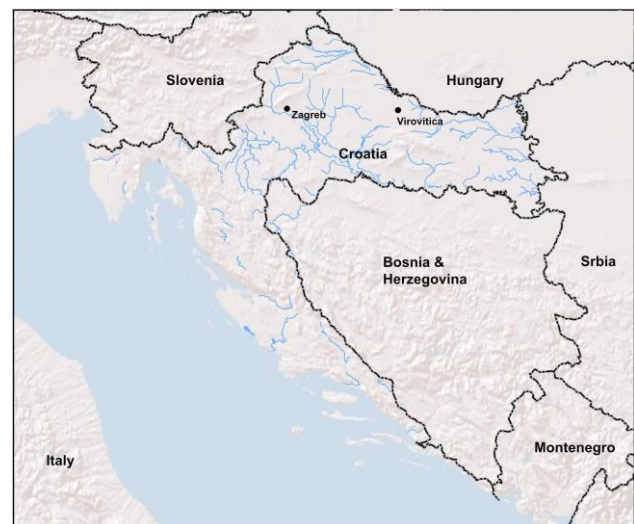 Slovenia
Hungary
Zagreb
Virovitica
Croatia
Bosnia &
Herzegovina
Srbia
Italy
Montenegro